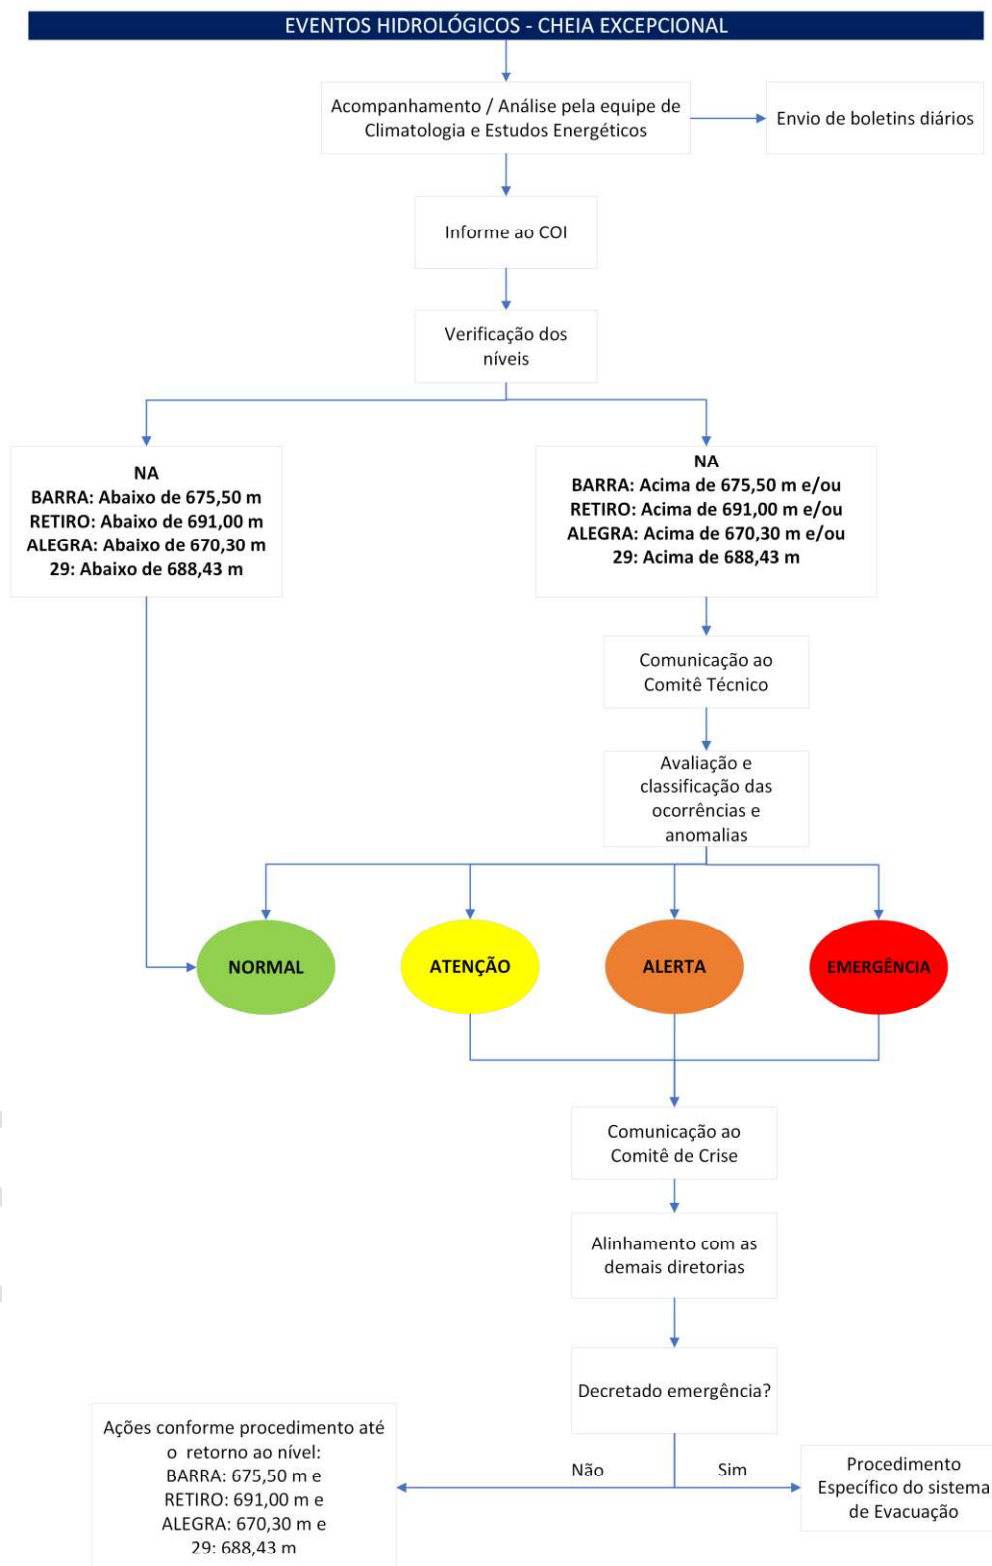 EVENTOS HIDROLÓGICOS - CHEIA EXCEPCIONAL
Acompanhamento / Análise pela equipe de
Climatologia e Estudos Energéticos
Envio de boletins diários
Informe ao COI
Verificação dos
níveis
NA
BARRA: Abaixo de 675,50 m
RETIRO: Abaixo de 691,00 m
ALEGRA: Abaixo de 670,30 m
29: Abaixo de 688,43 m
NA
BARRA: Acima de 675,50 m e/ou
RETIRO: Acima de 691,00 m e/ou
ALEGRA: Acima de 670,30 m e/ou
29: Acima de 688,43 m
Comunicação ao
Comitê Técnico
Avaliação e
classificação das
ocorrências e
anomalias
NORMAL
ATENÇÃO
ALERTA
EMERGÊNCIA
Comunicação ao
Comitê de Crise
Alinhamento com as
demais diretorias
Decretado emergência?
Não
Sim
Ações conforme procedimento até
o retorno ao nível:
BARRA: 675,50 m e
RETIRO: 691,00 m e
ALEGRA: 670,30 m e
29: 688,43 m
Procedimento
Específico do sistema
de Evacuação